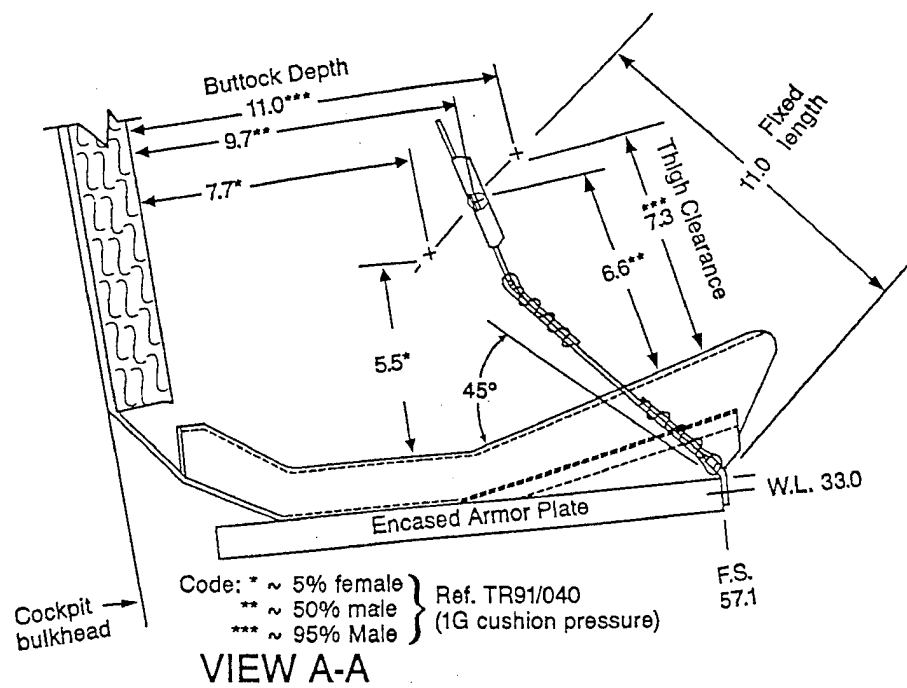 Buttock Depth
11.0***
9.7**
7.7*
Fixed
length
11.0
Thigh Clearance
***
7.3
6.6**
5.5*
45°
W.L. 33.0
Encased Armor Plate
F.S.
57.1
Code: * ~ 5% female
** ~ 50% male
*** ~ 95% Male
Ref. TR91/040
(1G cushion pressure)
Cockpit
bulkhead
VIEW A-A